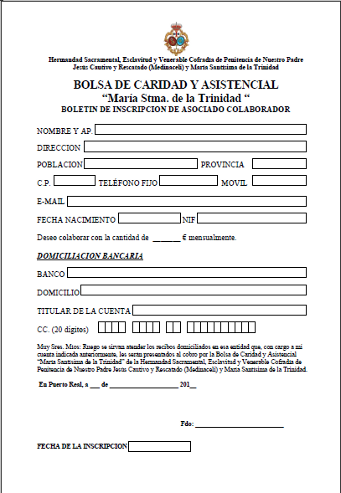 Hermandad Sacramental, Esclavitud y Venerable Cofradía de Penitencia de Nuestro Padre
Jesús Cautivo y Rescatado (Medinaceli) y María Santísima de la Trinidad
BOLSA DE CARIDAD Y ASISTENCIAL
“María Stma. de la Trinidad “
BOLETIN DE INSCRIPCION DE ASOCIADO COLABORADOR
NOMBRE Y AP.
DIRECCION
POBLACION PROVINCIA
C.P. TELÉFONO FIJO MOVIL
E-MAIL
FECHA NACIMIENTO NIF
Deseo colaborar con la cantidad de _______ € mensualmente.
DOMICILIACION BANCARIA
BANCO
DOMICILIO
TITULAR DE LA CUENTA
CC. (20 dígitos)
Muy Sres. Míos: Ruego se sirvan atender los recibos domiciliados en esa entidad que, con cargo a mi
cuenta indicada anteriormente, les serán presentados al cobro por la Bolsa de Caridad y Asistencial
“María Santísima de la Trinidad” de la Hermandad Sacramental, Esclavitud y Venerable Cofradía de
Penitencia de Nuestro Padre Jesús Cautivo y Rescatado (Medinaceli) y María Santísima de la Trinidad.
En Puerto Real, a ___ de ____________________ 201__
Fdo: __________________________
FECHA DE LA INSCRIPCION